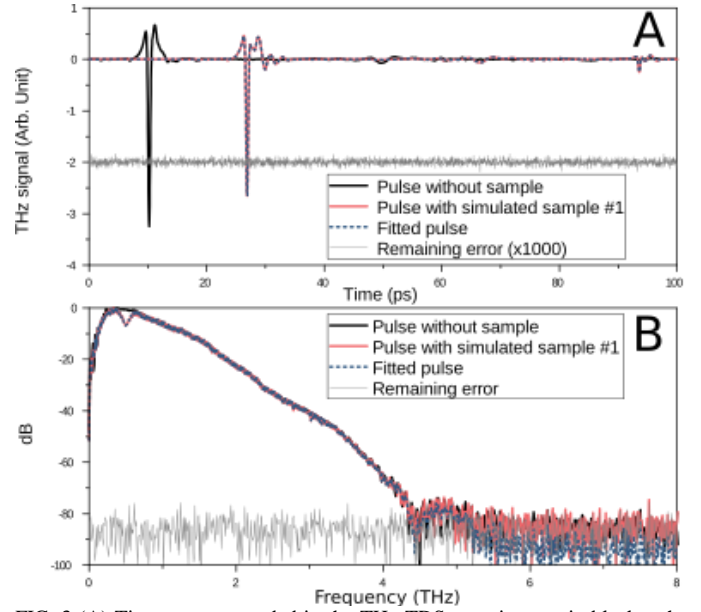 A
1
0
-1
-2
-3
-4
THz signal (Arb. Unit)
Pulse without sample
Pulse with simulated sample #1
Fitted pulse
Remaining error (x1000)
0 20 40 60 80 100
Time (ps)
B
0
-20
-40
-60
-80
-100
dB
Pulse without sample
Pulse with simulated sample #1
Fitted pulse
Remaining error
0 2 4 6 8
Frequency (THz)